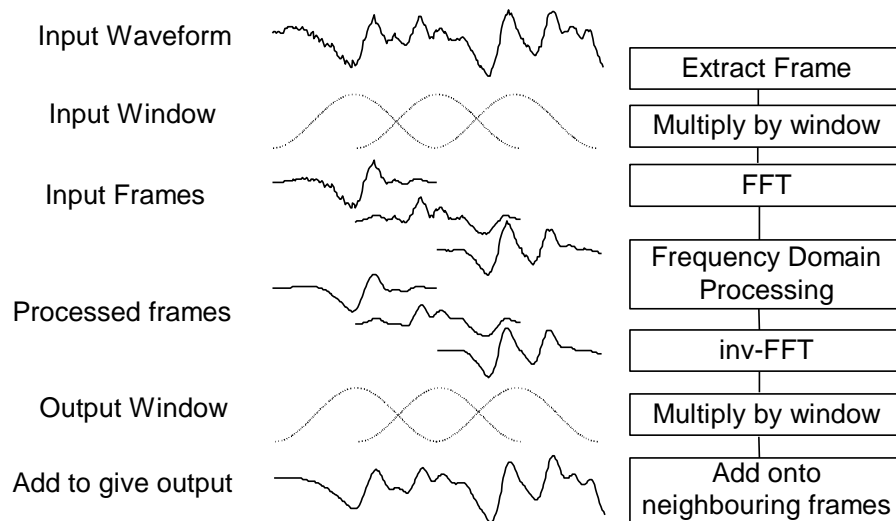 Input Waveform
Input Window
Input Frames
Processed frames
Output Window
Add to give output
Extract Frame
Multiply by window
FFT
Frequency Domain
Processing
inv-FFT
Multiply by window
Add onto
neighbouring frames